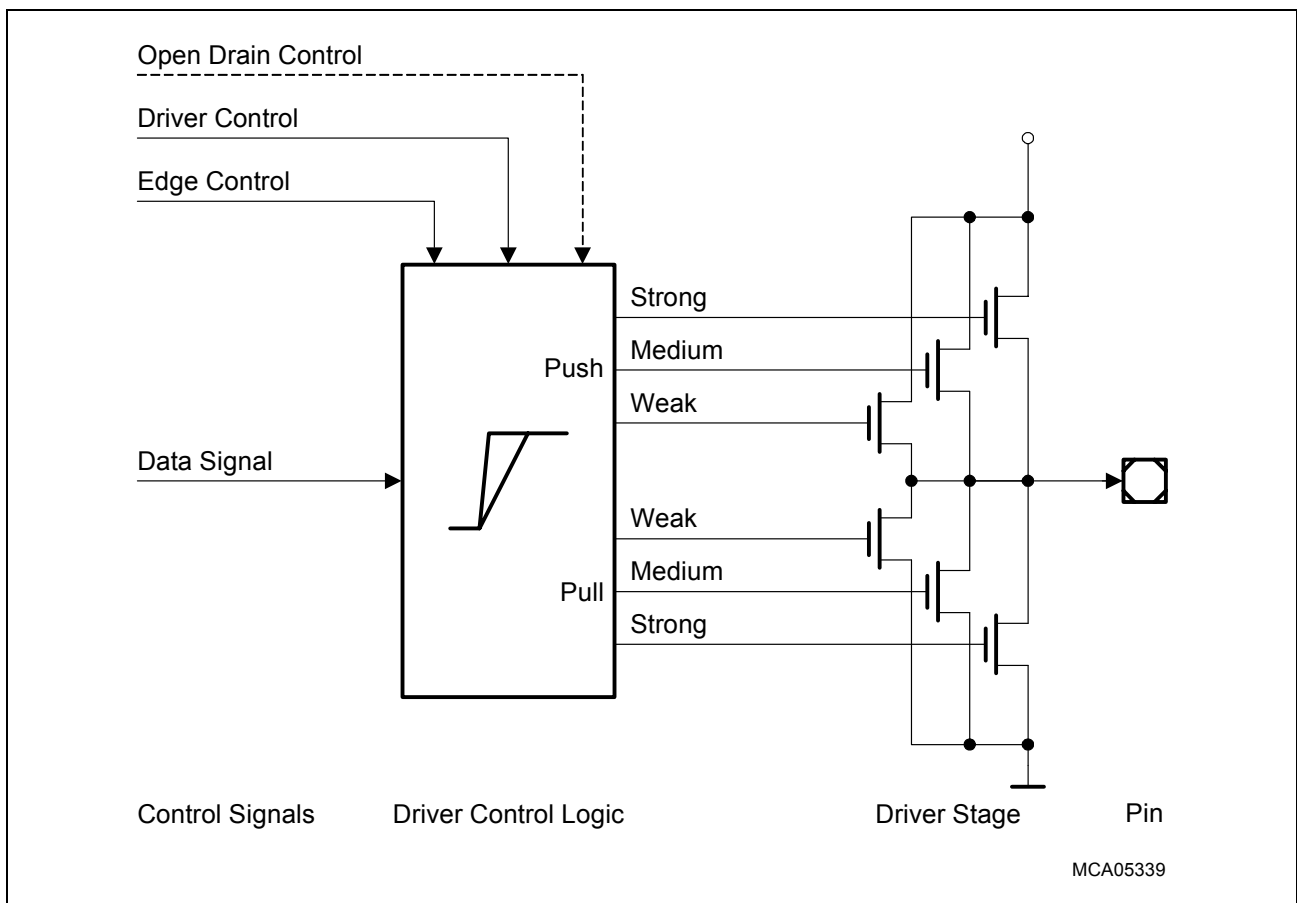 Open Drain Control
Driver Control
Edge Control
Strong
Medium
Push
Weak
Data Signal
Weak
Medium
Pull
Strong
Control Signals
Driver Control Logic
Driver Stage
Pin
MCA05339